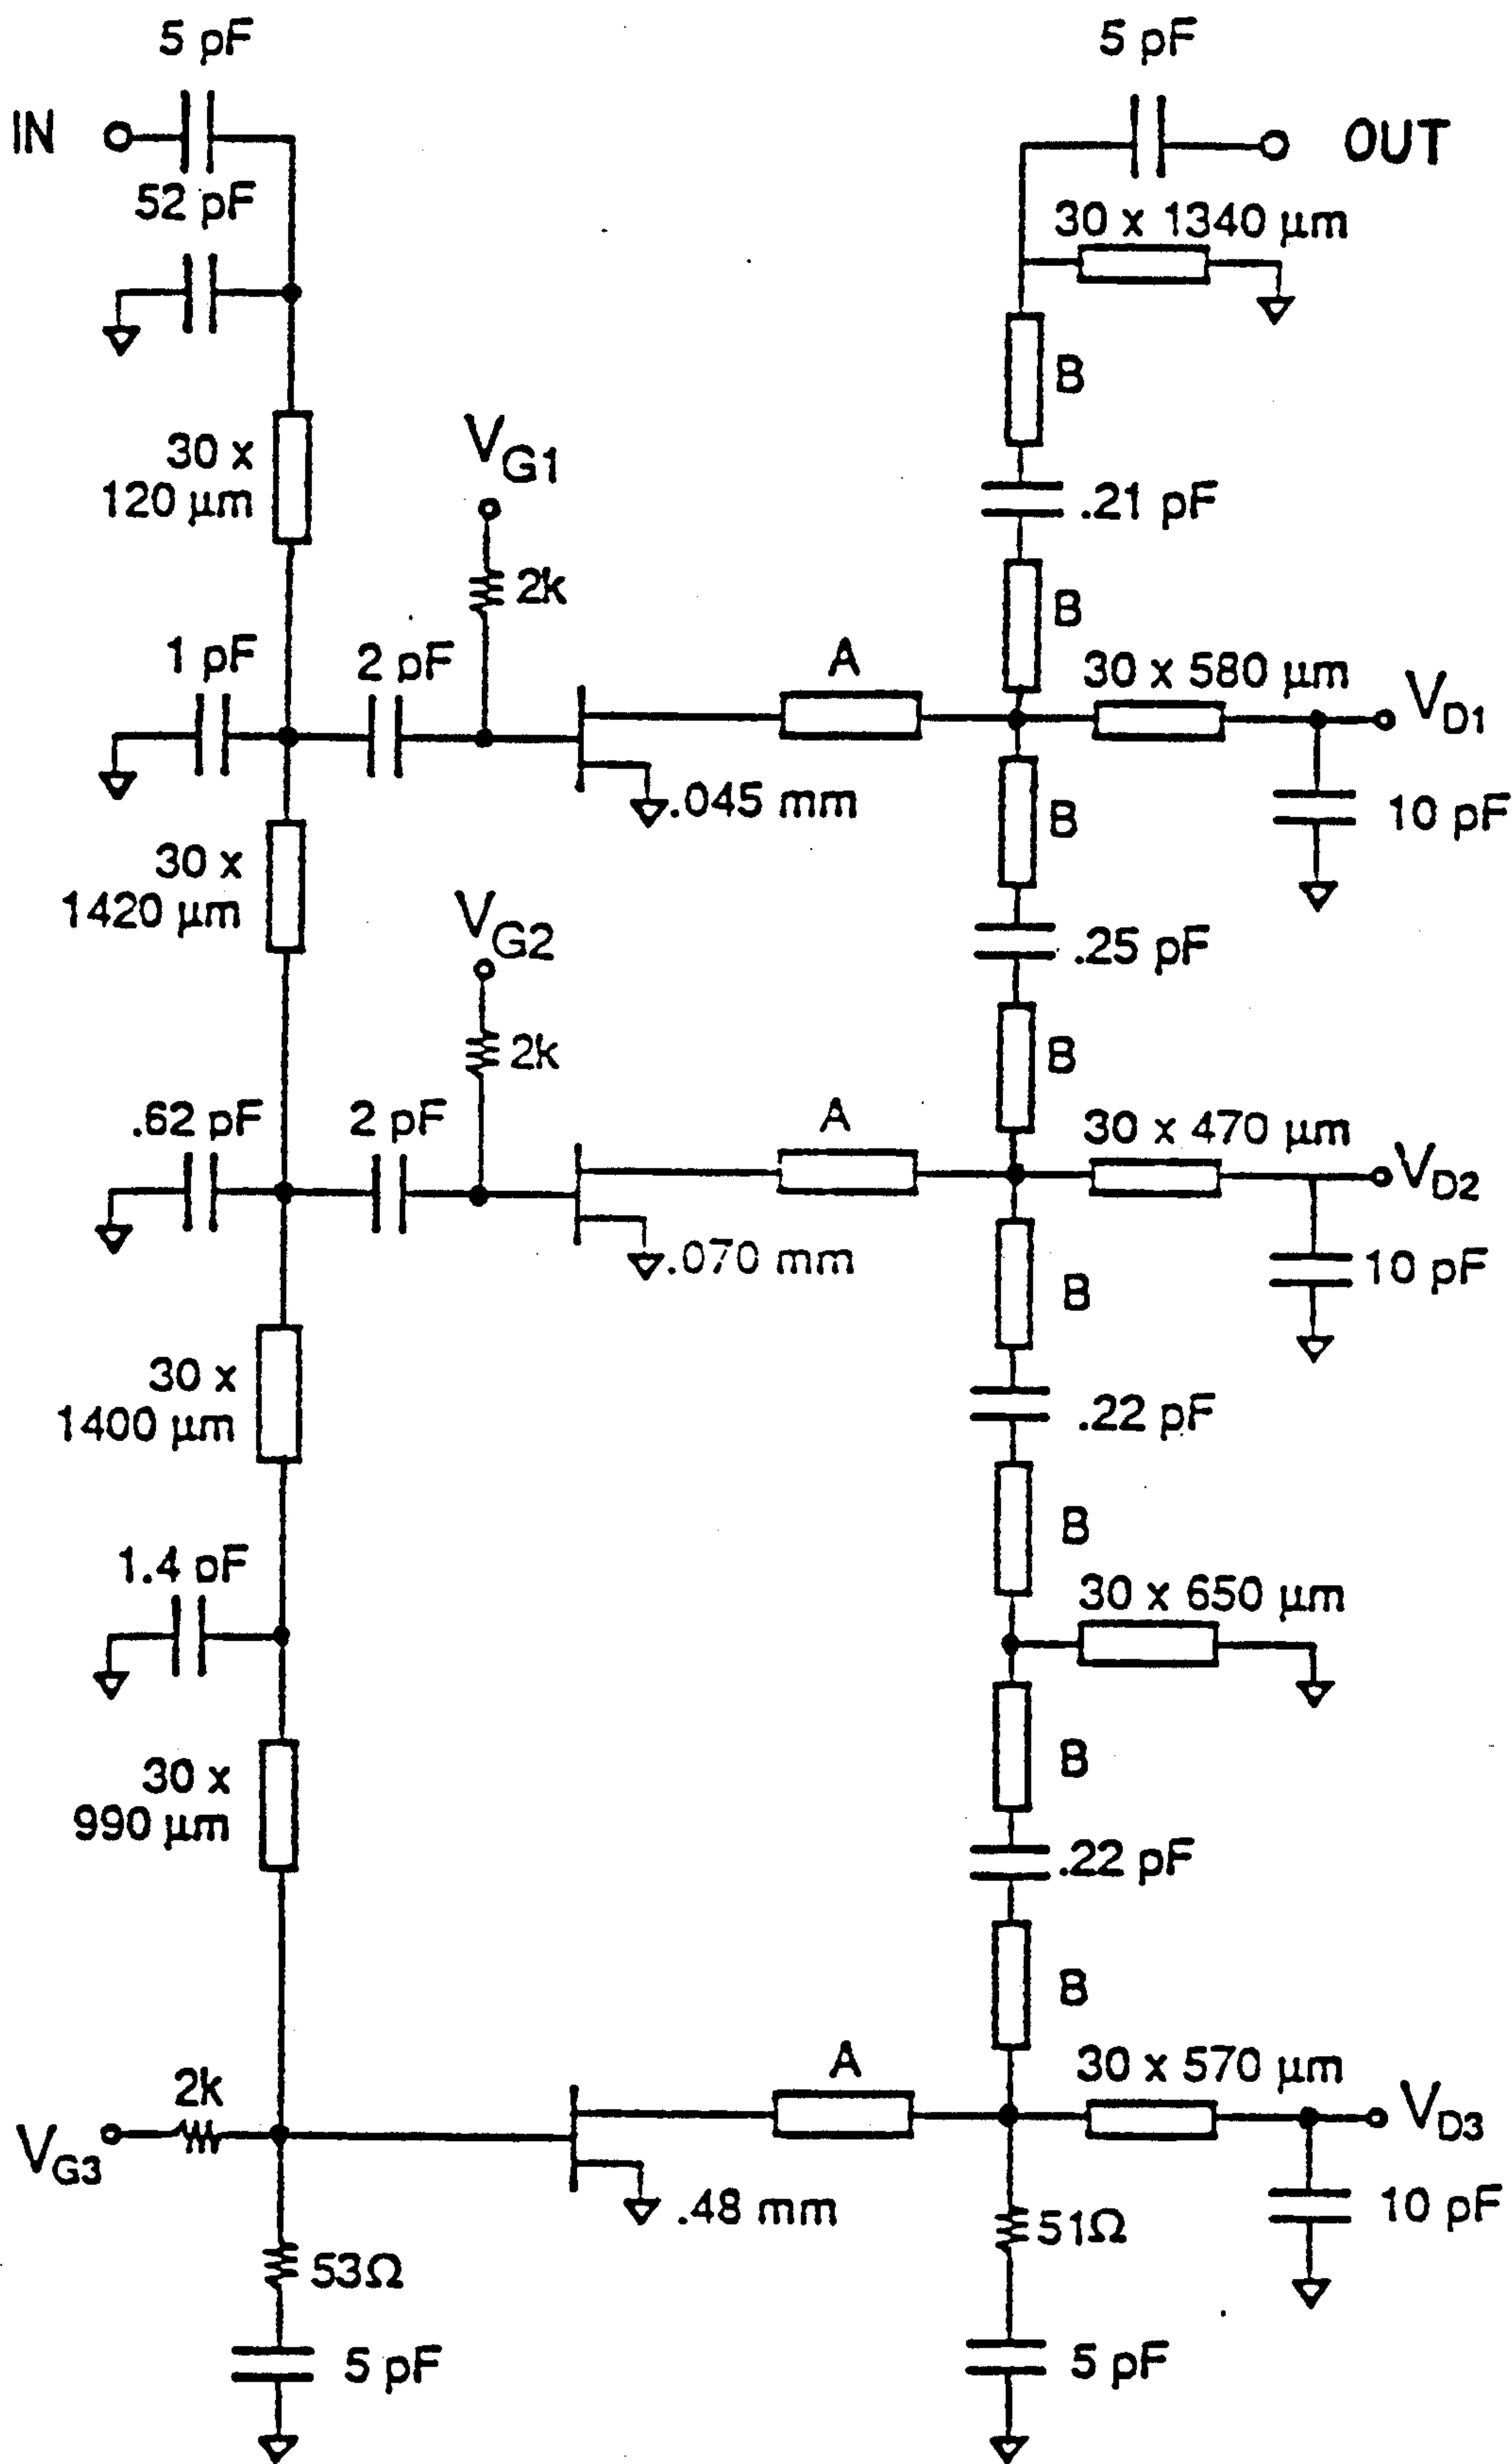 5 pF
5 pF
IN
OUT
52 pF
30 x 1340 μm
B
30 x
120 μm
VG1
.21 pF
2k
B
1 pF
2 pF
A
30 x 580 μm
VD1
.045 mm
B
10 pF
30 x
1420 μm
VG2
.25 pF
2k
B
.62 pF
2 pF
A
30 x 470 μm
VD2
.070 mm
B
10 pF
30 x
1400 μm
.22 pF
B
1.4 pF
30 x 650 μm
B
30 x
990 μm
.22 pF
B
2k
A
30 x 570 μm
VD3
VG3
.48 mm
51Ω
10 pF
53Ω
5 pF
5 pF